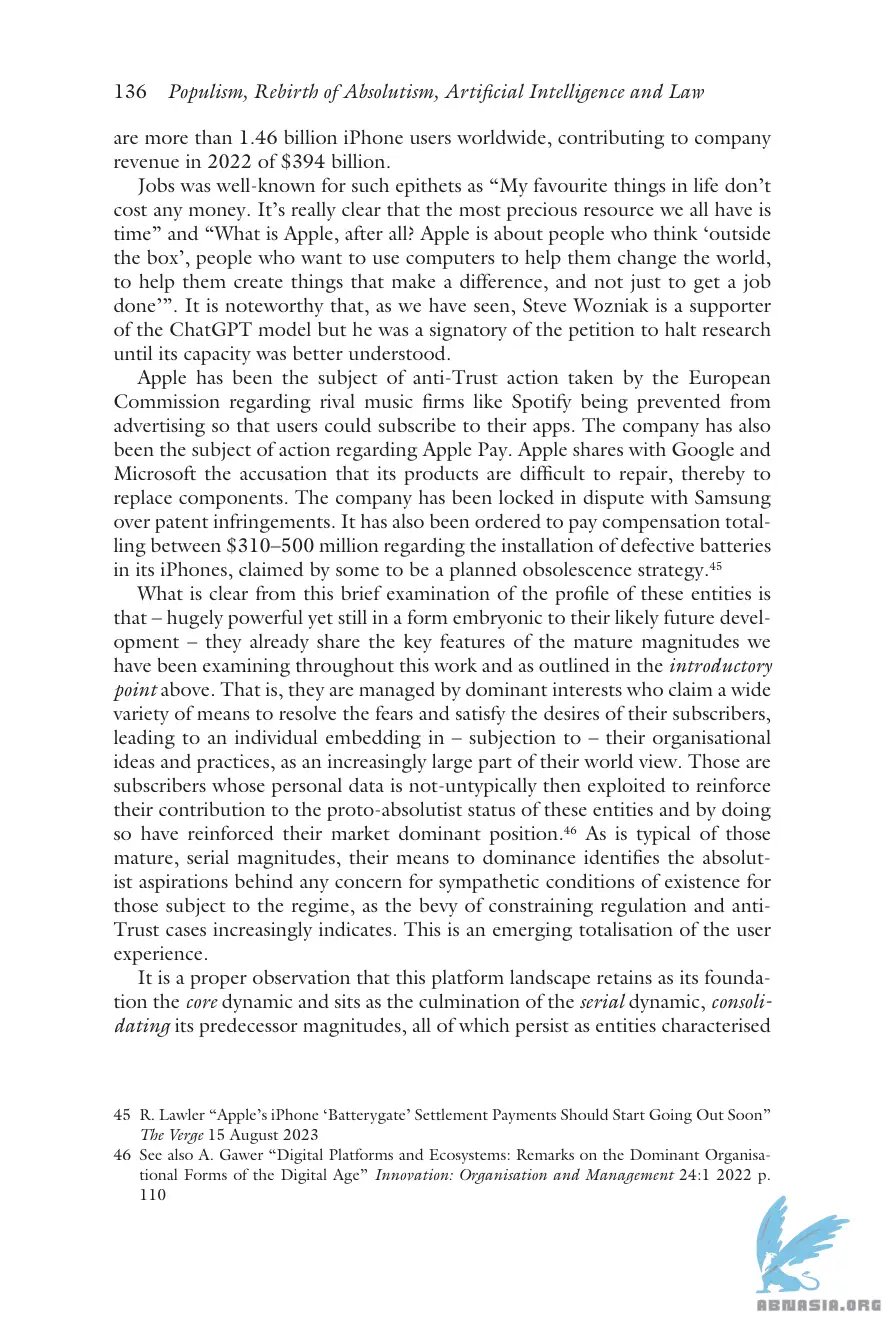 136 Populism, Rebirth of Absolutism, Artificial Intelligence and Law
are more than 1.46 billion iPhone users worldwide, contributing to company
revenue in 2022 of $394 billion.
Jobs was well-known for such epithets as “My favourite things in life don’t
cost any money. It’s really clear that the most precious resource we all have is
time” and “What is Apple, after all? Apple is about people who think ‘outside
the box’, people who want to use computers to help them change the world,
to help them create things that make a difference, and not just to get a job
done’”. It is noteworthy that, as we have seen, Steve Wozniak is a supporter
of the ChatGPT model but he was a signatory of the petition to halt research
until its capacity was better understood.
Apple has been the subject of anti-Trust action taken by the European
Commission regarding rival music firms like Spotify being prevented from
advertising so that users could subscribe to their apps. The company has also
been the subject of action regarding Apple Pay. Apple shares with Google and
Microsoft the accusation that its products are difficult to repair, thereby to
replace components. The company has been locked in dispute with Samsung
over patent infringements. It has also been ordered to pay compensation total-
ling between $310–500 million regarding the installation of defective batteries
in its iPhones, claimed by some to be a planned obsolescence strategy.45
What is clear from this brief examination of the profile of these entities is
that – hugely powerful yet still in a form embryonic to their likely future devel-
opment – they already share the key features of the mature magnitudes we
have been examining throughout this work and as outlined in the introductory
point above. That is, they are managed by dominant interests who claim a wide
variety of means to resolve the fears and satisfy the desires of their subscribers,
leading to an individual embedding in – subjection to – their organisational
ideas and practices, as an increasingly large part of their world view. Those are
subscribers whose personal data is not-untypically then exploited to reinforce
their contribution to the proto-absolutist status of these entities and by doing
so have reinforced their market dominant position.46 As is typical of those
mature, serial magnitudes, their means to dominance identifies the absolut-
ist aspirations behind any concern for sympathetic conditions of existence for
those subject to the regime, as the bevy of constraining regulation and anti-
Trust cases increasingly indicates. This is an emerging totalisation of the user
experience.
It is a proper observation that this platform landscape retains as its founda-
tion the core dynamic and sits as the culmination of the serial dynamic, consoli-
dating its predecessor magnitudes, all of which persist as entities characterised
45 R. Lawler “Apple’s iPhone ‘Batterygate’ Settlement Payments Should Start Going Out Soon”
The Verge 15 August 2023
46 See also A. Gawer “Digital Platforms and Ecosystems: Remarks on the Dominant Organisa-
tional Forms of the Digital Age” Innovation: Organisation and Management 24:1 2022 p.
110
ABNASIA.ORG